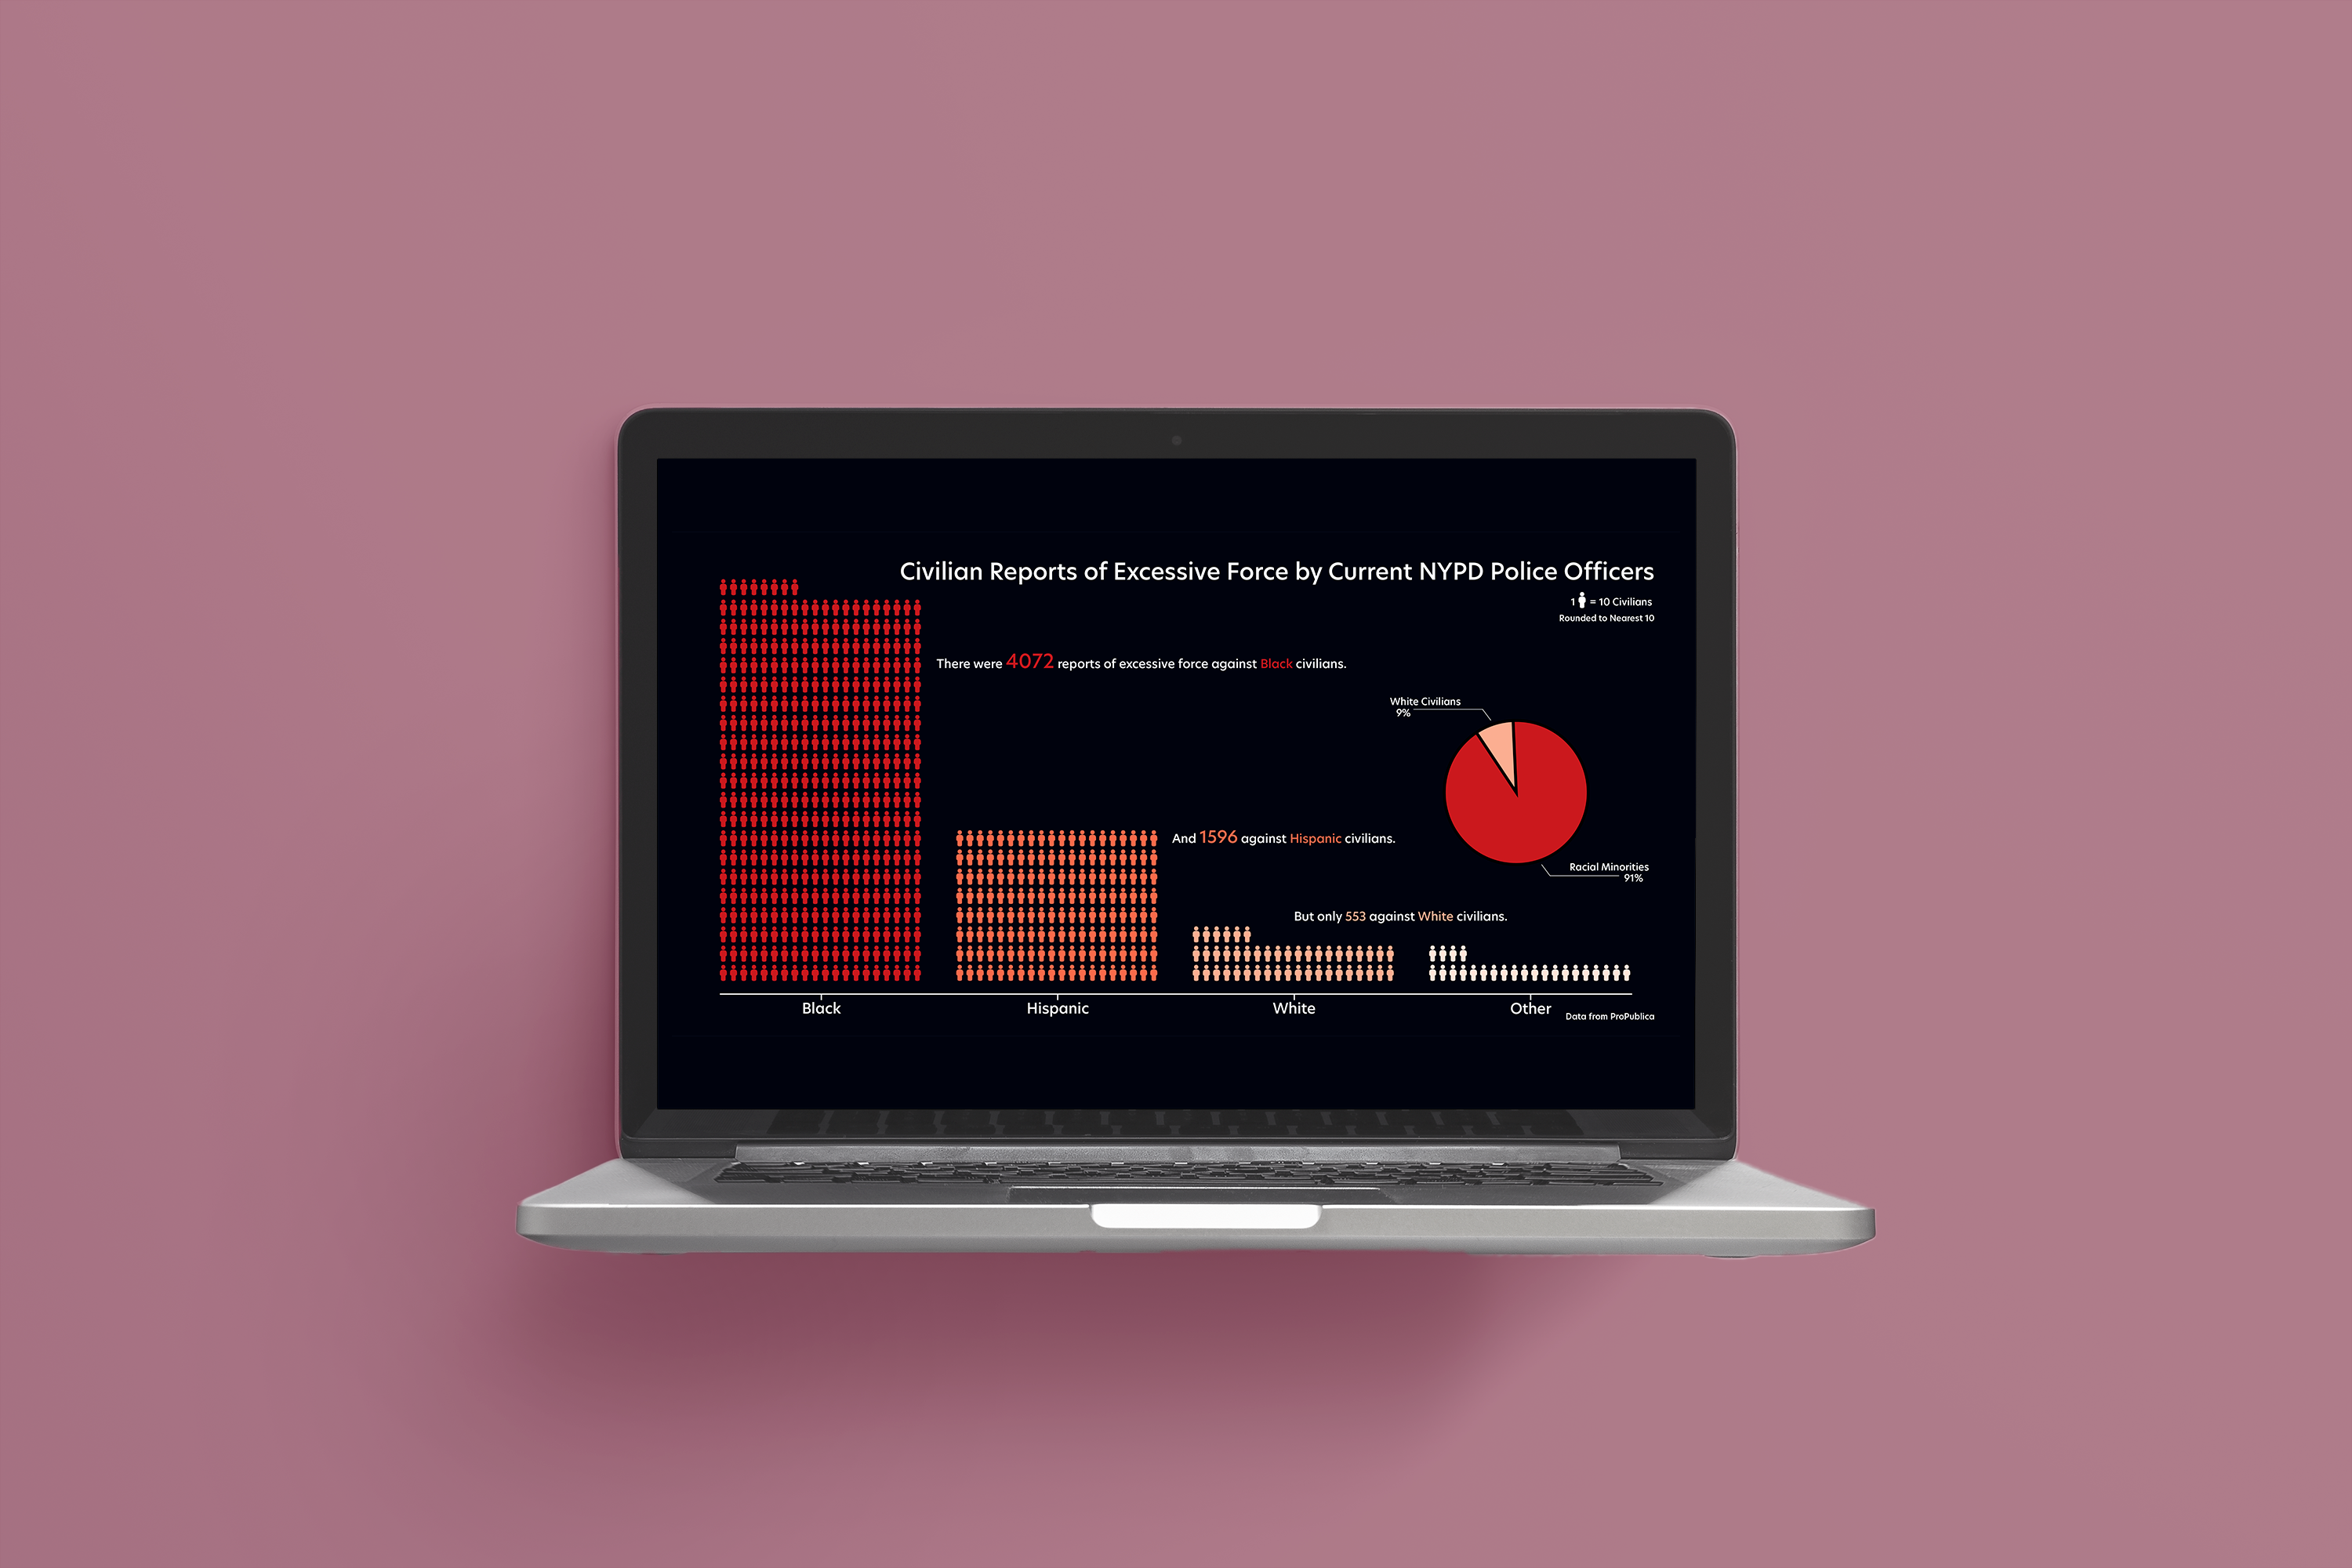 Civilian Reports of Excessive Force by Current NYPD Police Officers
1 = 10 Civilians
Rounded to Nearest 10
There were 4072 reports of excessive force against Black civilians.
White Civilians
9%
And 1596 against Hispanic civilians.
Racial Minorities
91%
But only 553 against White civilians.
Black
Hispanic
White
Other
Data from ProPublica